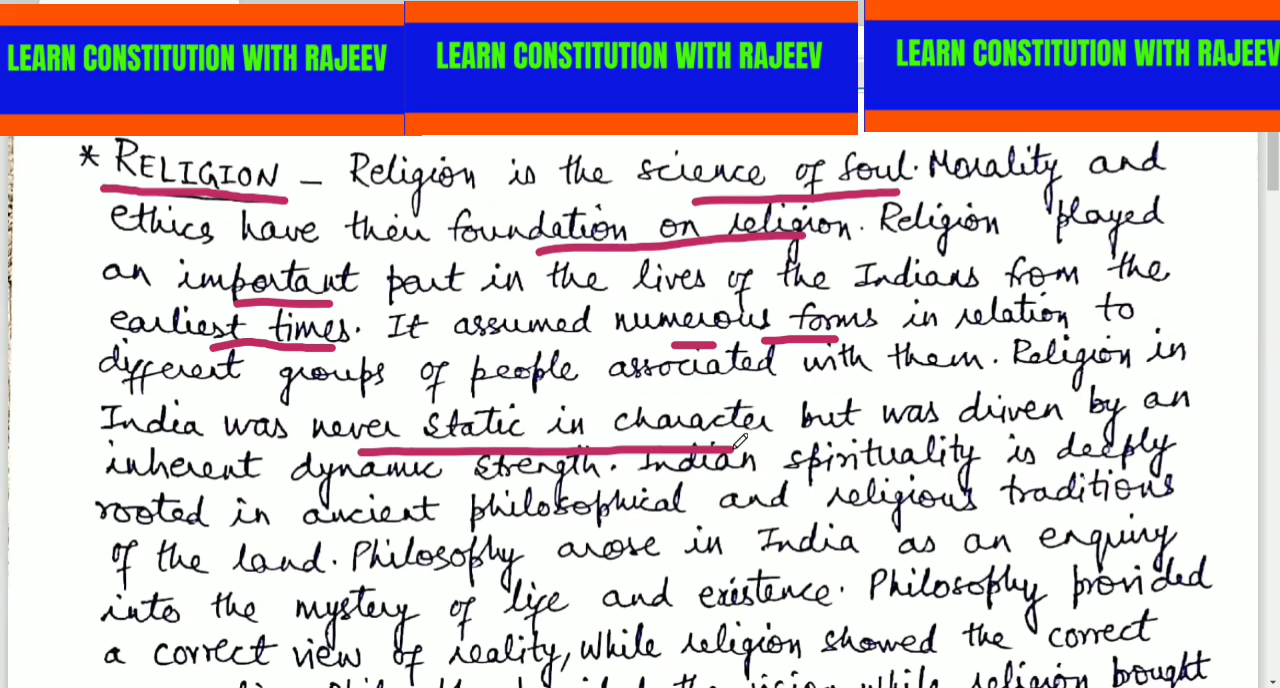 LEARN CONSTITUTION WITH RAJEEV LEARN CONSTITUTION WITH RAJEEV LEARN CONSTITUTION WITH RAJEEV
* RELIGION – Religion is the science of soul. Morality and
ethics have their foundation on religion. Religion played
an important part in the lives of the Indians from the
earliest times. It assumed numerous forms in relation to
different groups of people associated with them. Religion in
India was never static in character but was driven by an
inherent dynamic strength. Indian spirituality is deeply
rooted in ancient philosophical and religious traditions
of the land. Philosophy arose in India as an enquiry
into the mystery of life and existence. Philosophy provided
a correct view of reality, while religion showed the correct
the vision while religion bought